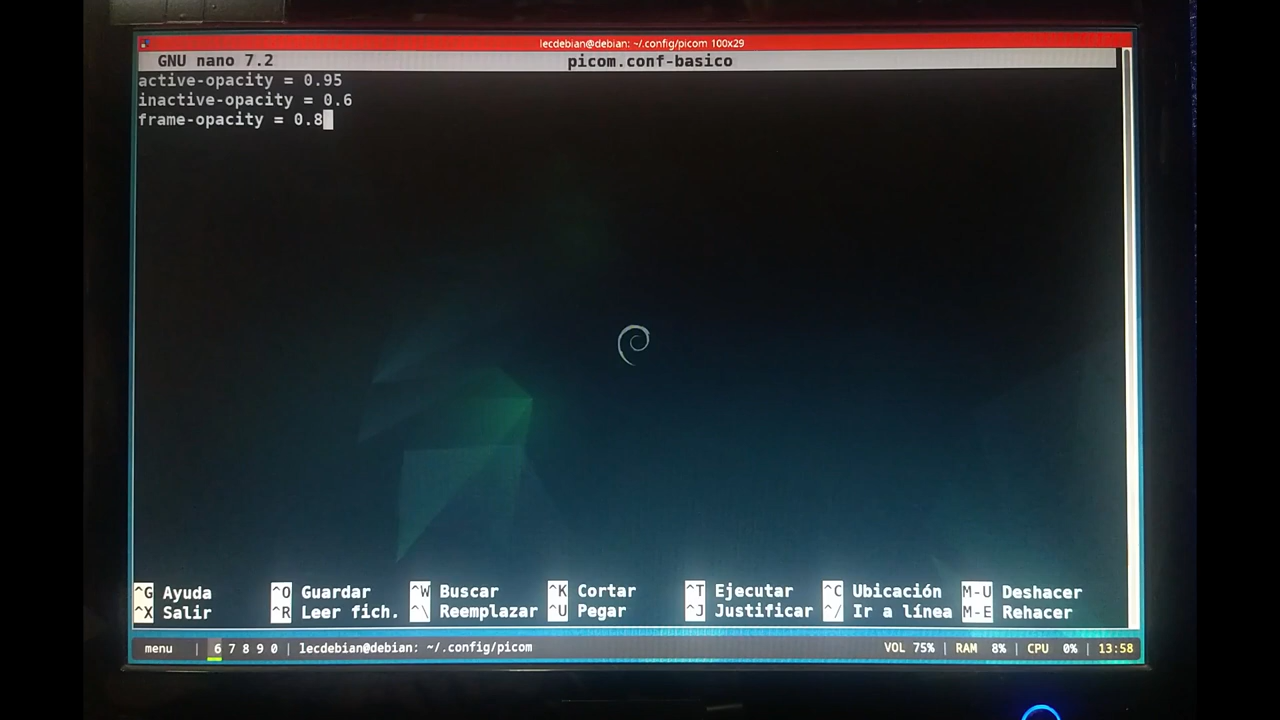 lecdebian@debian: ~/.config/picom 100x29
GNU nano 7.2 picom.conf-basico
active-opacity = 0.95
inactive-opacity = 0.6
frame-opacity = 0.8
^G Ayuda ^O Guardar ^W Buscar ^K Cortar ^T Ejecutar ^C Ubicación M-U Deshacer
^X Salir ^R Leer fich. ^\ Reemplazar ^U Pegar ^J Justificar ^/ Ir a línea M-E Rehacer
menu | 6 7 8 9 0 | lecdebian@debian: ~/.config/picom VOL 75% | RAM 8% | CPU 0% | 13:58